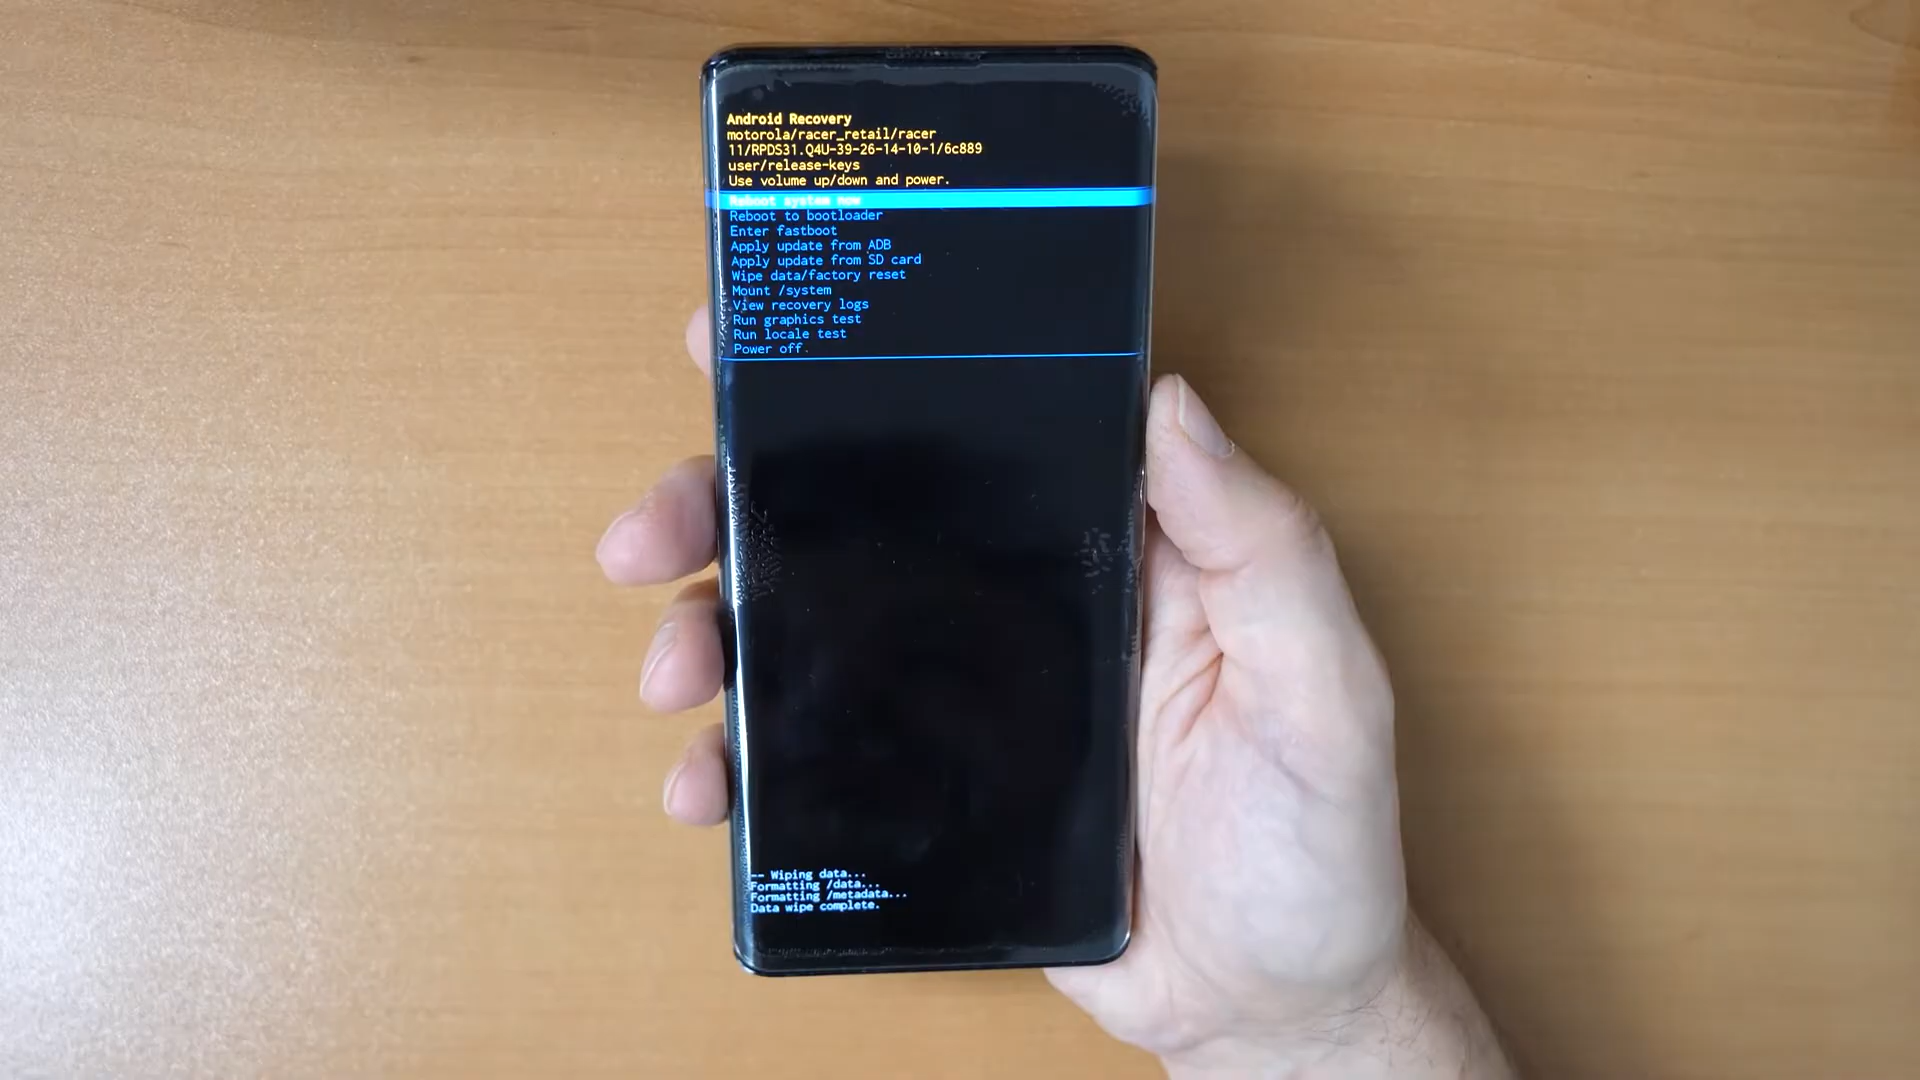 Android Recovery
motorola/racer_retail/racer
11/RPDS31.Q4U-39-26-14-10-1/6c889
user/release-keys
Use volume up/down and power.
Reboot system now
Reboot to bootloader
Enter fastboot
Apply update from ADB
Apply update from SD card
Wipe data/factory reset
Mount /system
View recovery logs
Run graphics test
Run locale test
Power off
-- Wiping data...
Formatting /data...
Formatting /metadata...
Data wipe complete.